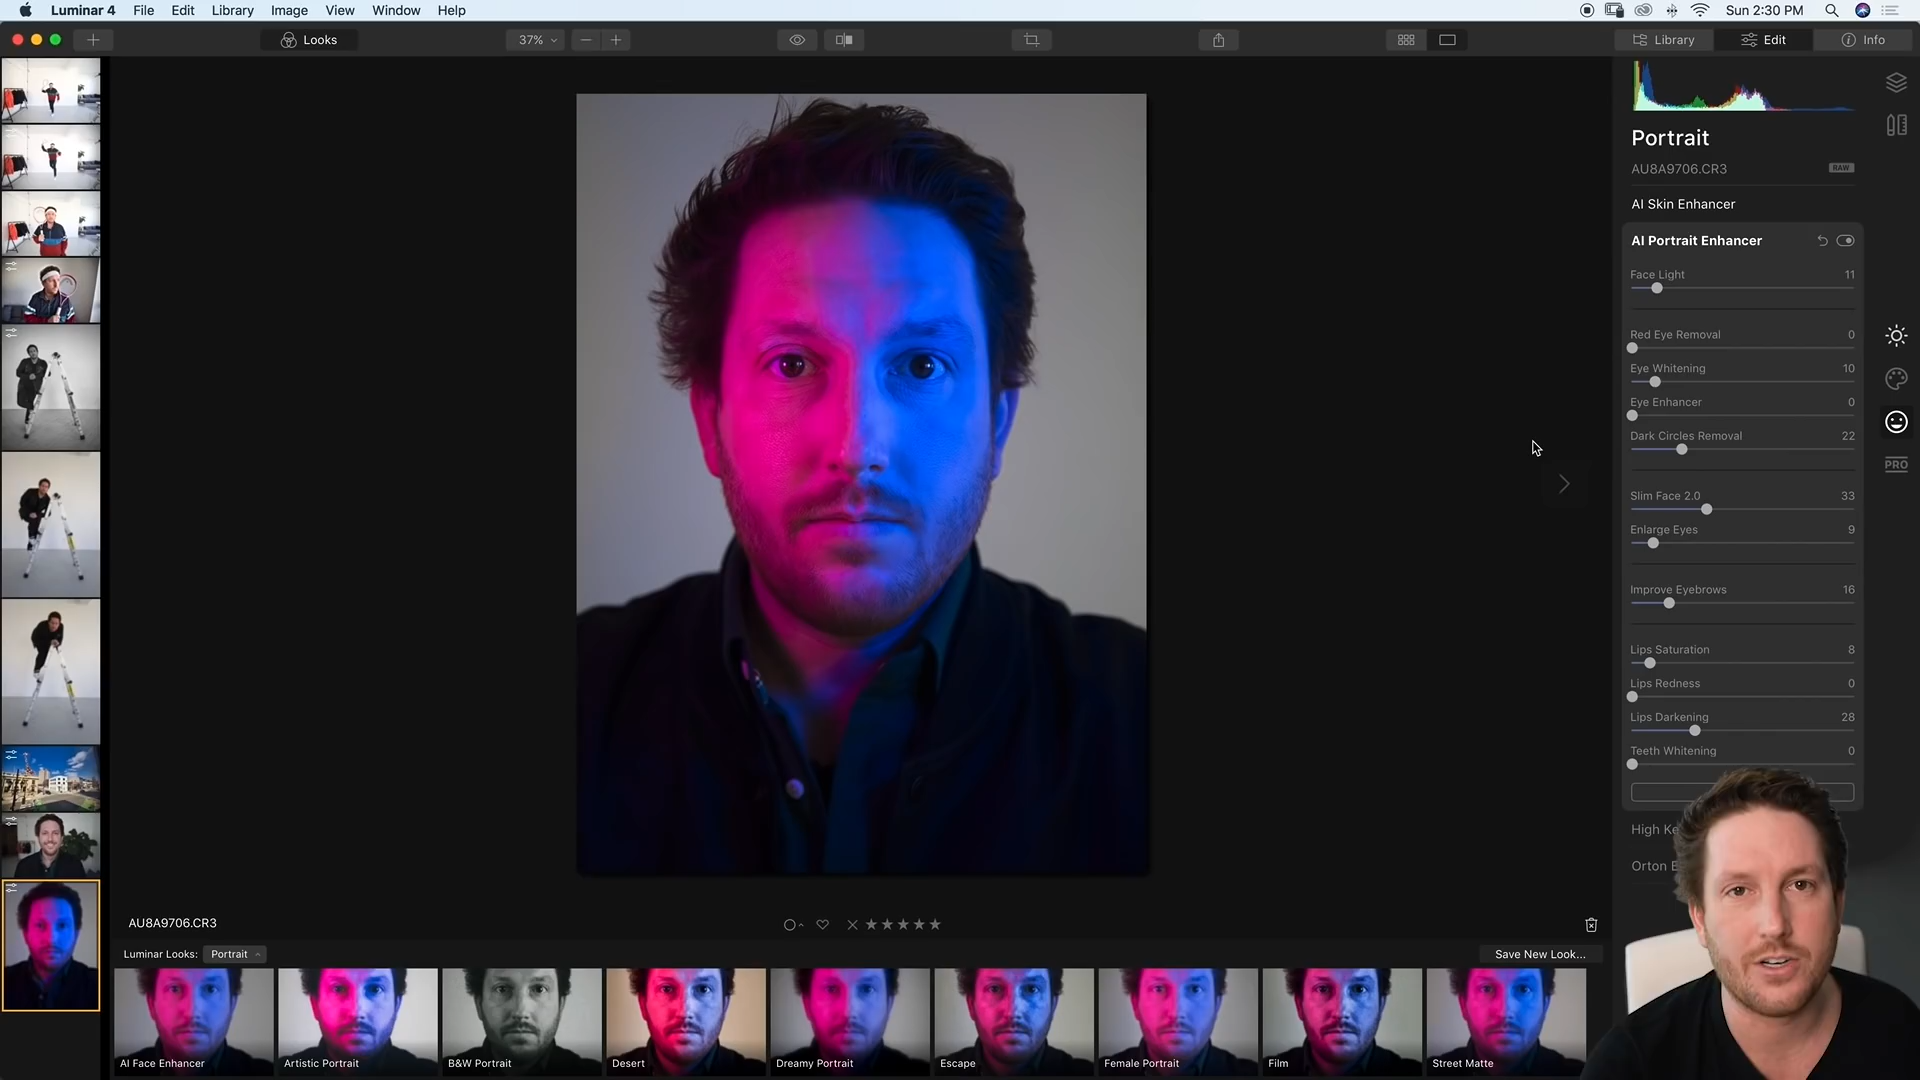 Luminar 4 File Edit Library Image View Window Help Sun 2:30 PM
Looks 37% Library Edit Info
Portrait
AU8A9706.CR3 RAW
AI Skin Enhancer
AI Portrait Enhancer
Face Light 11
Red Eye Removal 0
Eye Whitening 10
Eye Enhancer 0
Dark Circles Removal 22
PRO
Slim Face 2.0 33
Enlarge Eyes 9
Improve Eyebrows 16
Lips Saturation 8
Lips Redness 0
Lips Darkening 28
Teeth Whitening 0
High Ke
Orton E
AU8A9706.CR3
Luminar Looks: Portrait Save New Look...
AI Face Enhancer Artistic Portrait B&W Portrait Desert Dreamy Portrait Escape Female Portrait Film Street Matte